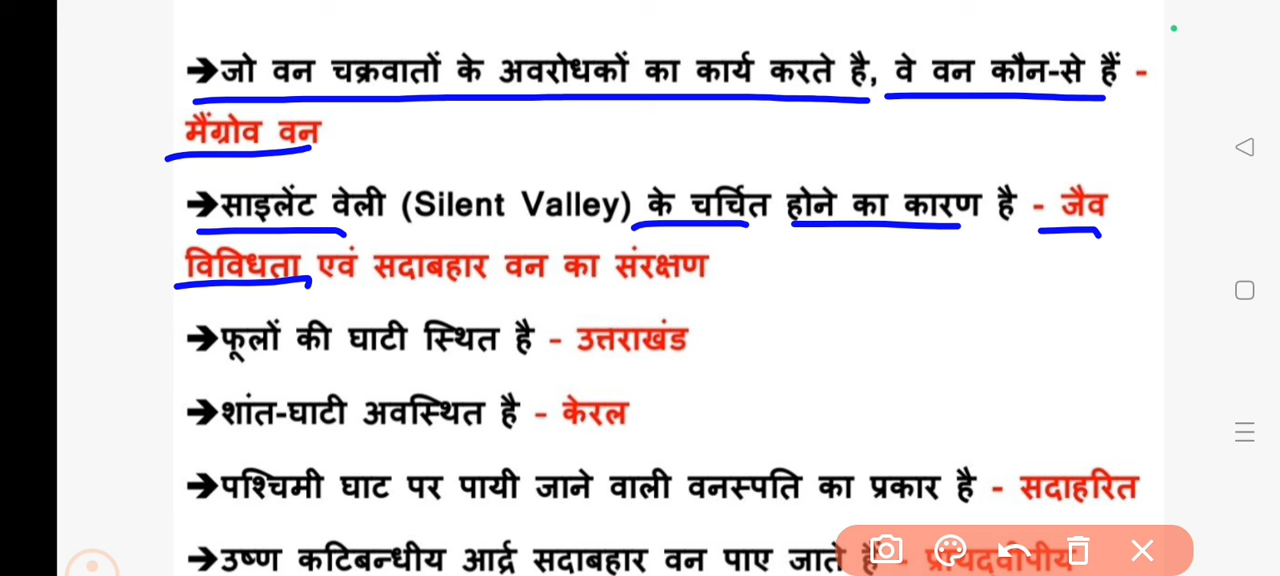 ➔जो वन चक्रवातों के अवरोधकों का कार्य करते है, वे वन कौन-से हैं -
मैंग्रोव वन
➔साइलेंट वेली (Silent Valley) के चर्चित होने का कारण है - जैव
विविधता एवं सदाबहार वन का संरक्षण
➔फूलों की घाटी स्थित है - उत्तराखंड
➔शांत-घाटी अवस्थित है - केरल
➔पश्चिमी घाट पर पायी जाने वाली वनस्पति का प्रकार है - सदाहरित
➔उष्ण कटिबन्धीय आर्द्र सदाबहार वन पाए जाते है - प्रायदवीपीय